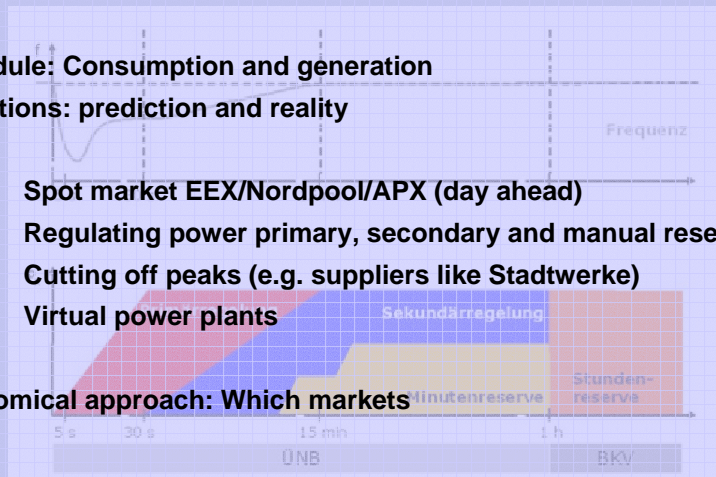 dule: Consumption and generation
f
tions: prediction and reality
Frequenz
Spot market EEX/Nordpool/APX (day ahead)
Regulating power primary, secondary and manual rese
Cutting off peaks (e.g. suppliers like Stadtwerke)
Virtual power plants
Sekundärregelung
omical approach: Which markets
Minutenreserve
Stunden-
reserve
5 s 30 s 15 min 1 h
ÜNB BKV